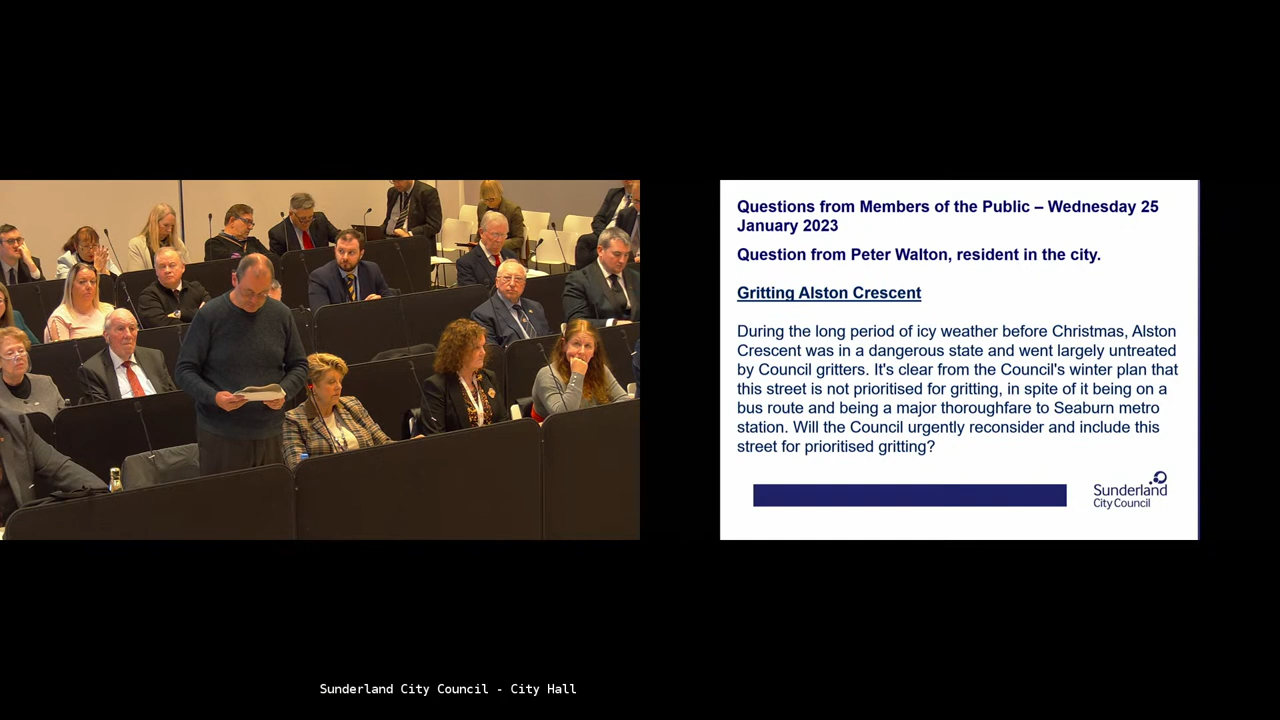 Questions from Members of the Public – Wednesday 25
January 2023
Question from Peter Walton, resident in the city.
Gritting Alston Crescent
During the long period of icy weather before Christmas, Alston
Crescent was in a dangerous state and went largely untreated
by Council gritters. It's clear from the Council's winter plan that
this street is not prioritised for gritting, in spite of it being on a
bus route and being a major thoroughfare to Seaburn metro
station. Will the Council urgently reconsider and include this
street for prioritised gritting?
Sunderland
City Council
Sunderland City Council - City Hall